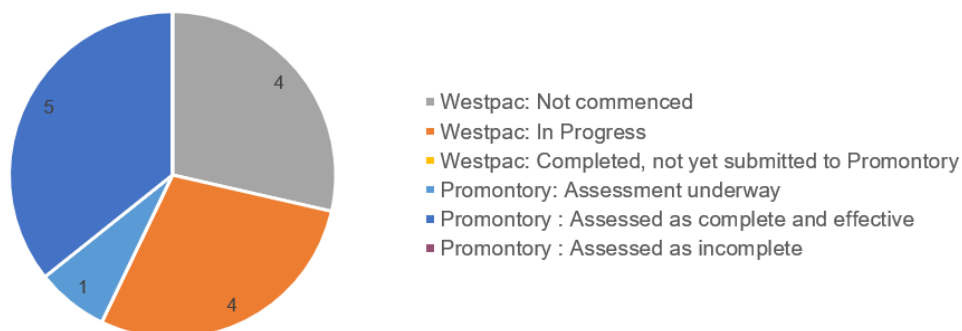 4
5
1
4
Westpac: Not commenced
Westpac: In Progress
Westpac: Completed, not yet submitted to Promontory
Promontory: Assessment underway
Promontory : Assessed as complete and effective
Promontory : Assessed as incomplete